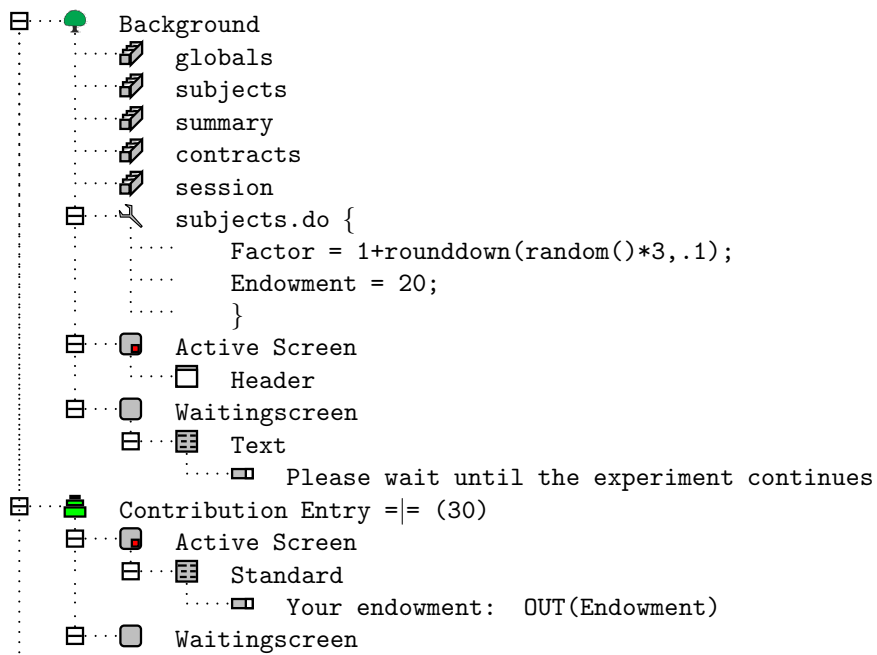 Background
globals
subjects
summary
contracts
session
subjects.do {
Factor = 1+rounddown(random()*3,.1);
Endowment = 20;
}
Active Screen
Header
Waitingscreen
Text
Please wait until the experiment continues
Contribution Entry =|= (30)
Active Screen
Standard
Your endowment: OUT(Endowment)
Waitingscreen